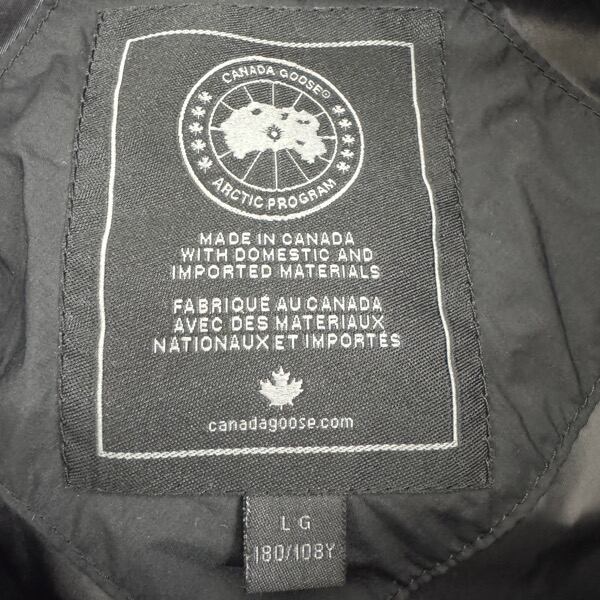 CANADA GOOSE®
ARCTIC PROGRAM
MADE IN CANADA
WITH DOMESTIC AND
IMPORTED MATERIALS
FABRIQUÉ AU CANADA
AVEC DES MATERIAUX
NATIONAUX ET IMPORTÉS
canadagoose.com
LG
180/108Y